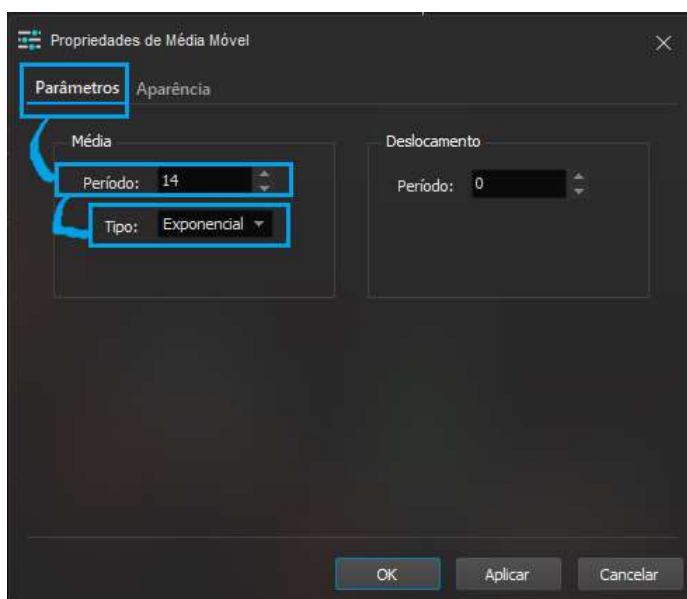 Propriedades de Média Móvel
Parâmetros Aparência
Média
Período: 14
Tipo: Exponencial
Deslocamento
Período: 0
OK Aplicar Cancelar